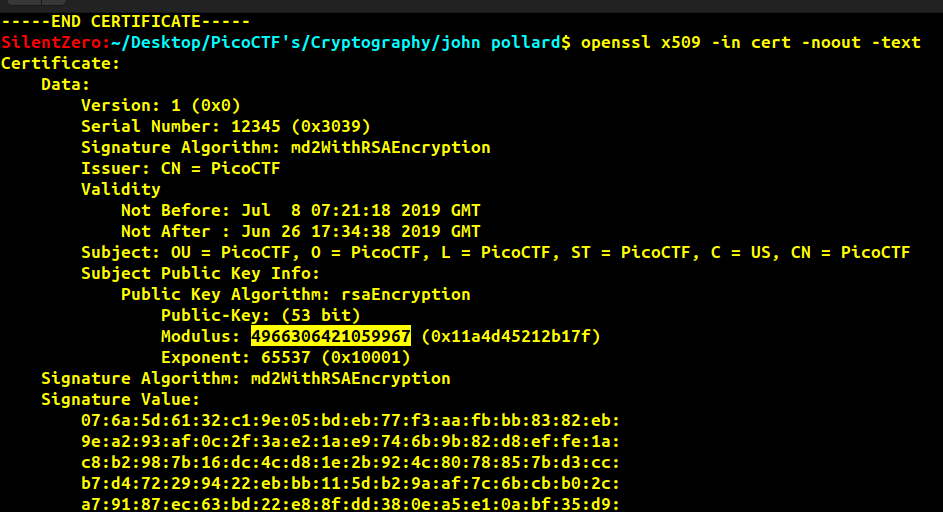 -----END CERTIFICATE-----
SilentZero:~/Desktop/PicoCTF's/Cryptography/john pollard$ openssl x509 -in cert -noout -text
Certificate:
    Data:
        Version: 1 (0x0)
        Serial Number: 12345 (0x3039)
        Signature Algorithm: md2WithRSAEncryption
        Issuer: CN = PicoCTF
        Validity
            Not Before: Jul  8 07:21:18 2019 GMT
            Not After : Jun 26 17:34:38 2019 GMT
        Subject: OU = PicoCTF, O = PicoCTF, L = PicoCTF, ST = PicoCTF, C = US, CN = PicoCTF
        Subject Public Key Info:
            Public Key Algorithm: rsaEncryption
                Public-Key: (53 bit)
                Modulus: 4966306421059967 (0x11a4d45212b17f)
                Exponent: 65537 (0x10001)
    Signature Algorithm: md2WithRSAEncryption
    Signature Value:
        07:6a:5d:61:32:c1:9e:05:bd:eb:77:f3:aa:fb:bb:83:82:eb:
        9e:a2:93:af:0c:2f:3a:e2:1a:e9:74:6b:9b:82:d8:ef:fe:1a:
        c8:b2:98:7b:16:dc:4c:d8:1e:2b:92:4c:80:78:85:7b:d3:cc:
        b7:d4:72:29:94:22:eb:bb:11:5d:b2:9a:af:7c:6b:cb:b0:2c:
        a7:91:87:ec:63:bd:22:e8:8f:dd:38:0e:a5:e1:0a:bf:35:d9: